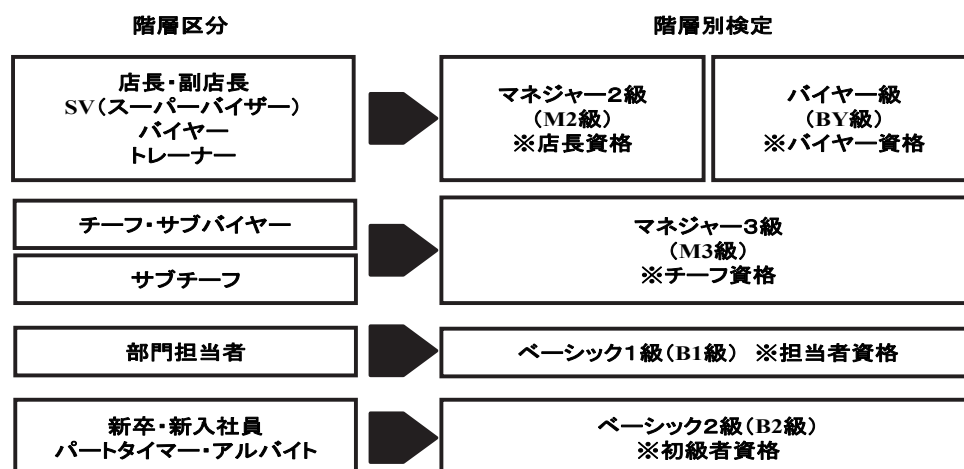 階層区分
階層別検定
店長・副店長
SV(スーパーバイザー)
バイヤー
トレーナー
マネジャー2級
(M2級)
※店長資格
バイヤー級
(BY級)
※バイヤー資格
チーフ・サブバイヤー
サブチーフ
マネジャー3級
(M3級)
※チーフ資格
部門担当者
ベーシック1級(B1級) ※担当者資格
新卒・新入社員
パートタイマー・アルバイト
ベーシック2級(B2級)
※初級者資格